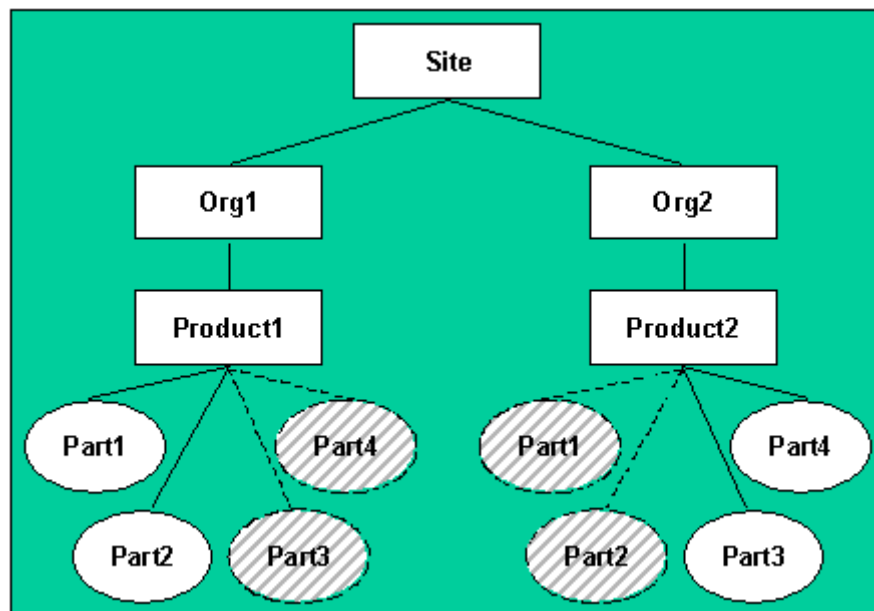 Site
Org1
Org2
Product1
Product2
Part1
Part4
Part1
Part4
Part2
Part3
Part2
Part3